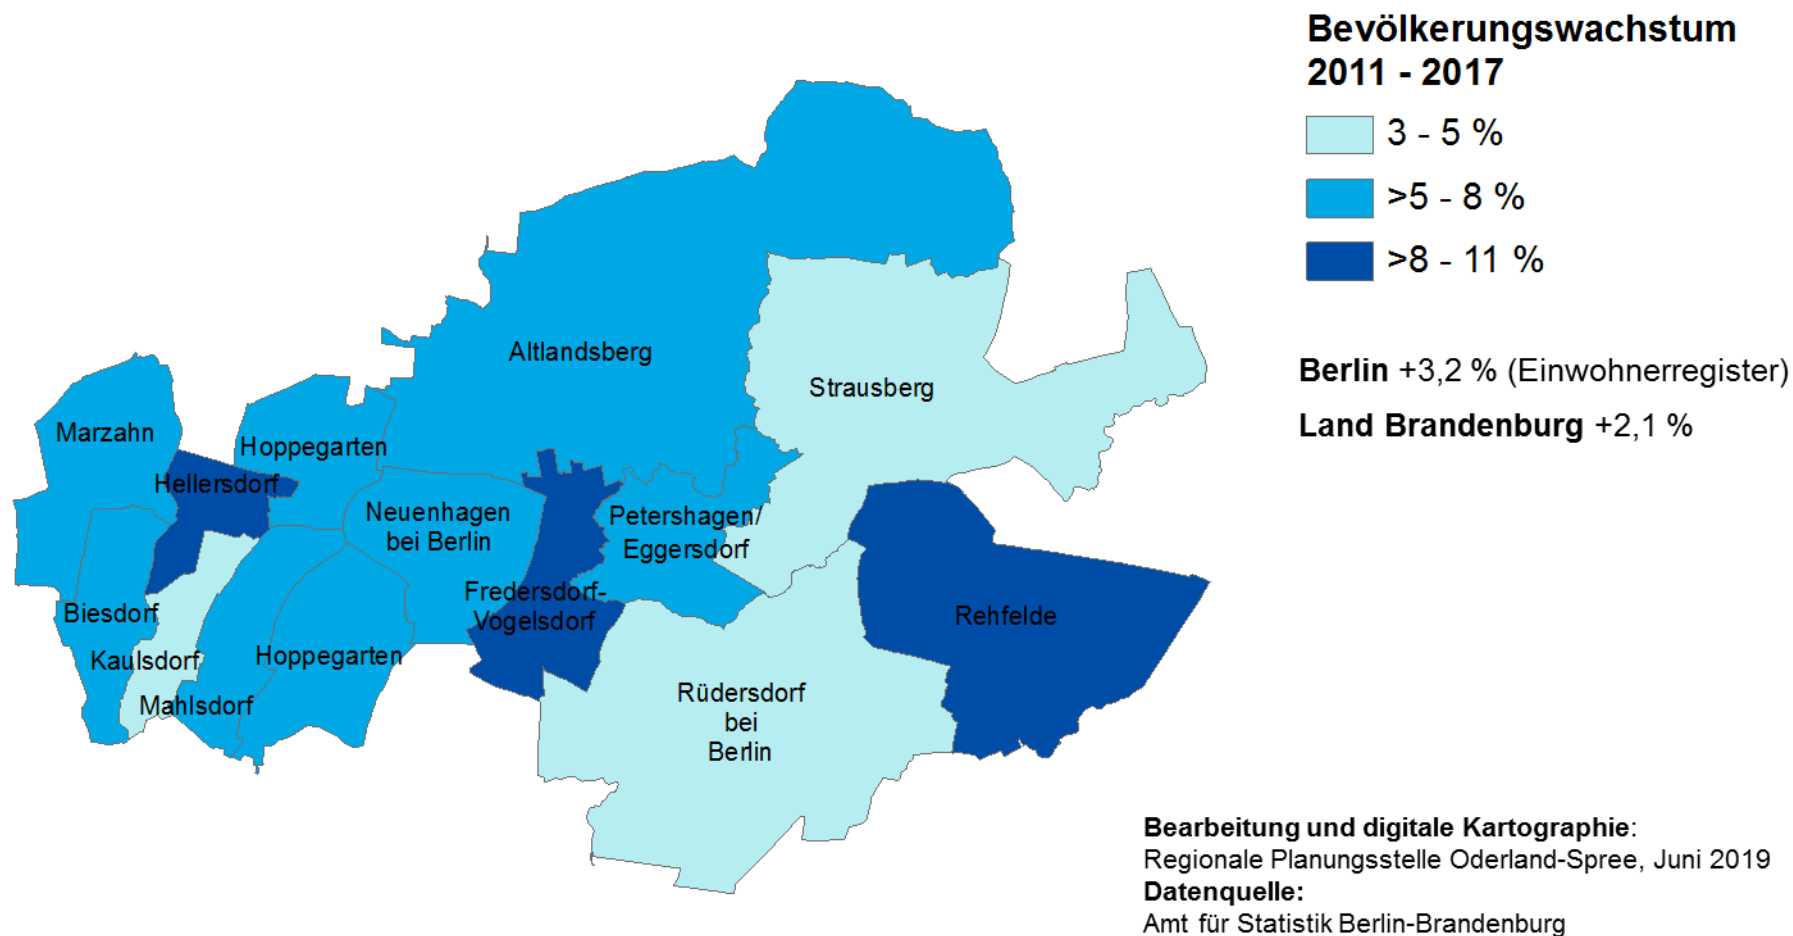 Bevölkerungswachstum
2011 - 2017
3 - 5 %
>5 - 8 %
>8 - 11 %
Berlin +3,2 % (Einwohnerregister)
Land Brandenburg +2,1 %
Altlandsberg
Strausberg
Marzahn
Hoppegarten
Hellersdorf
Neuenhagen
bei Berlin
Petershagen/
Eggersdorf
Fredersdorf-
Vogelsdorf
Biesdorf
Rehfelde
Kaulsdorf
Hoppegarten
Mahlsdorf
Rüdersdorf
bei
Berlin
Bearbeitung und digitale Kartographie:
Regionale Planungsstelle Oderland-Spree, Juni 2019
Datenquelle:
Amt für Statistik Berlin-Brandenburg